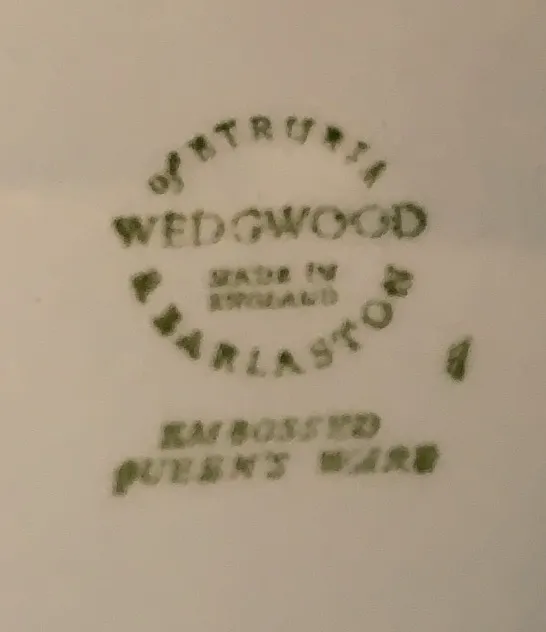 of ETRURIA
WEDGWOOD
MADE IN
ENGLAND
& BARLASTON
EMBOSSED
QUEEN'S WARE